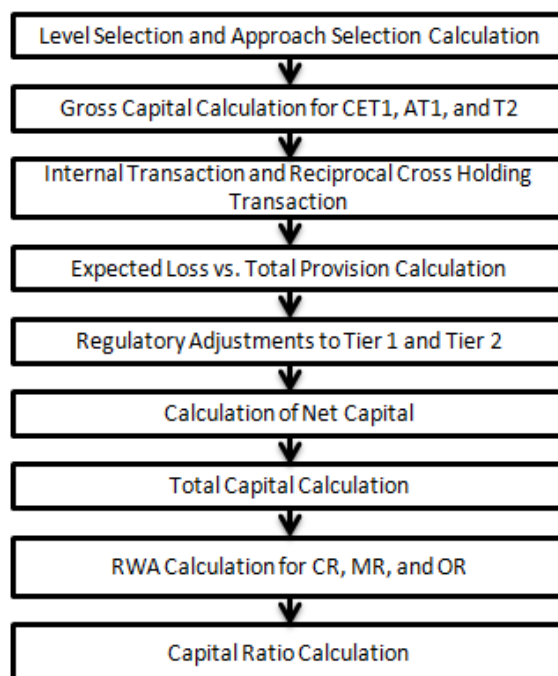 Level Selection and Approach Selection Calculation
Gross Capital Calculation for CET1, AT1, and T2
Internal Transaction and Reciprocal Cross Holding
Transaction
Expected Loss vs. Total Provision Calculation
Regulatory Adjustments to Tier 1 and Tier 2
Calculation of Net Capital
Total Capital Calculation
RWA Calculation for CR, MR, and OR
Capital Ratio Calculation